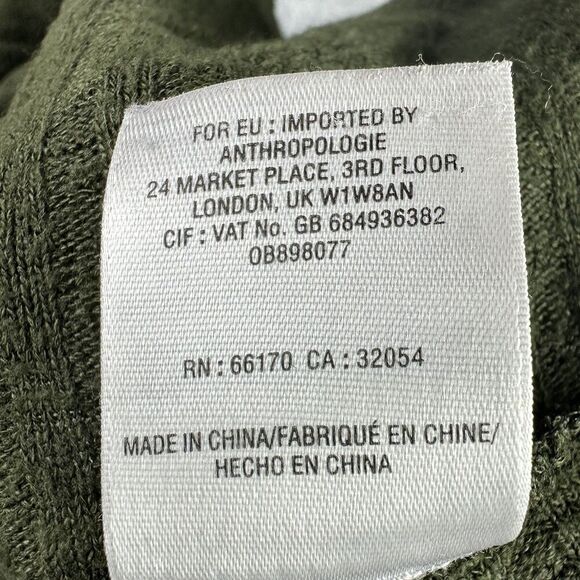 FOR EU : IMPORTED BY
ANTHROPOLOGIE
24 MARKET PLACE, 3RD FLOOR,
LONDON, UK W1W8AN
CIF : VAT No. GB 684936382
OB898077
RN : 66170 CA : 32054
MADE IN CHINA/FABRIQUÉ EN CHINE/
HECHO EN CHINA